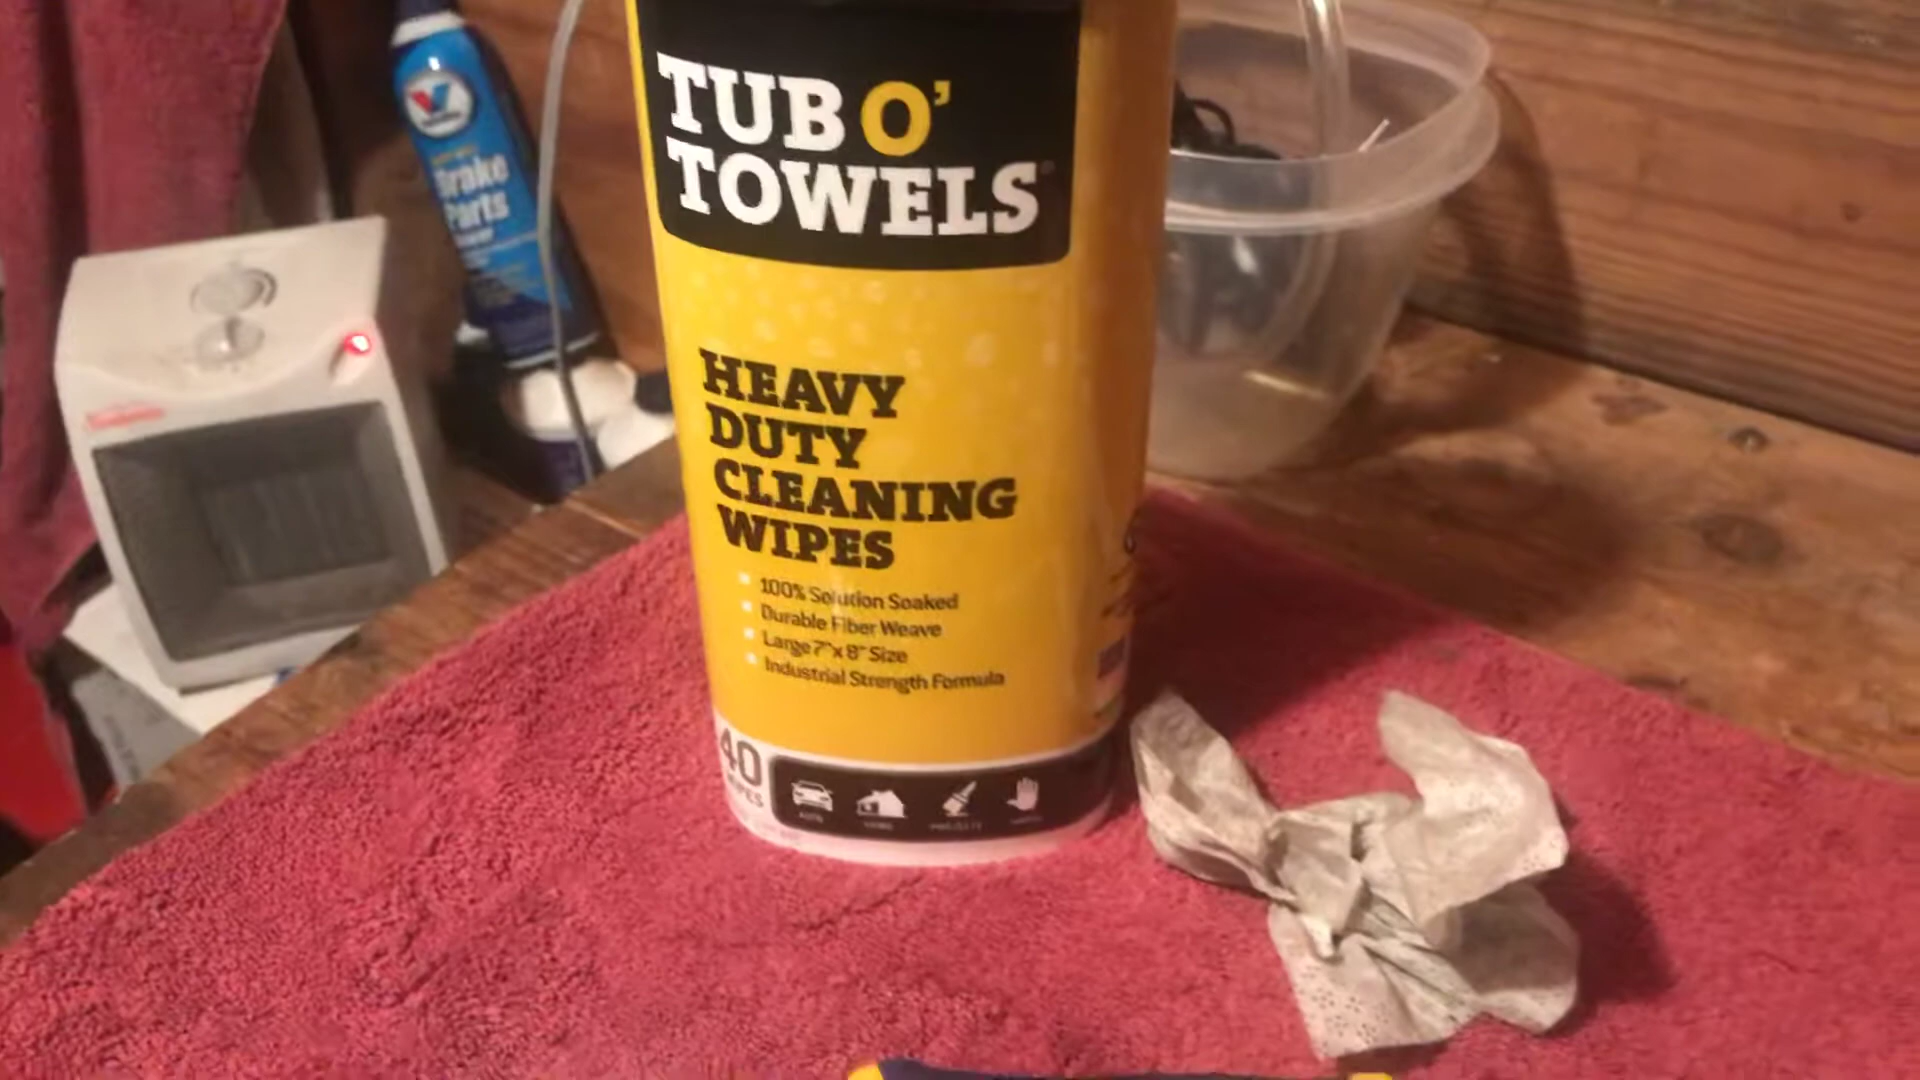 TUB O'
TOWELS
HEAVY
DUTY
CLEANING
WIPES
100% Solution Soaked
Durable Fiber Weave
Large 7" x 8" Size
Industrial Strength Formula
40
WIPES
Brake
Parts